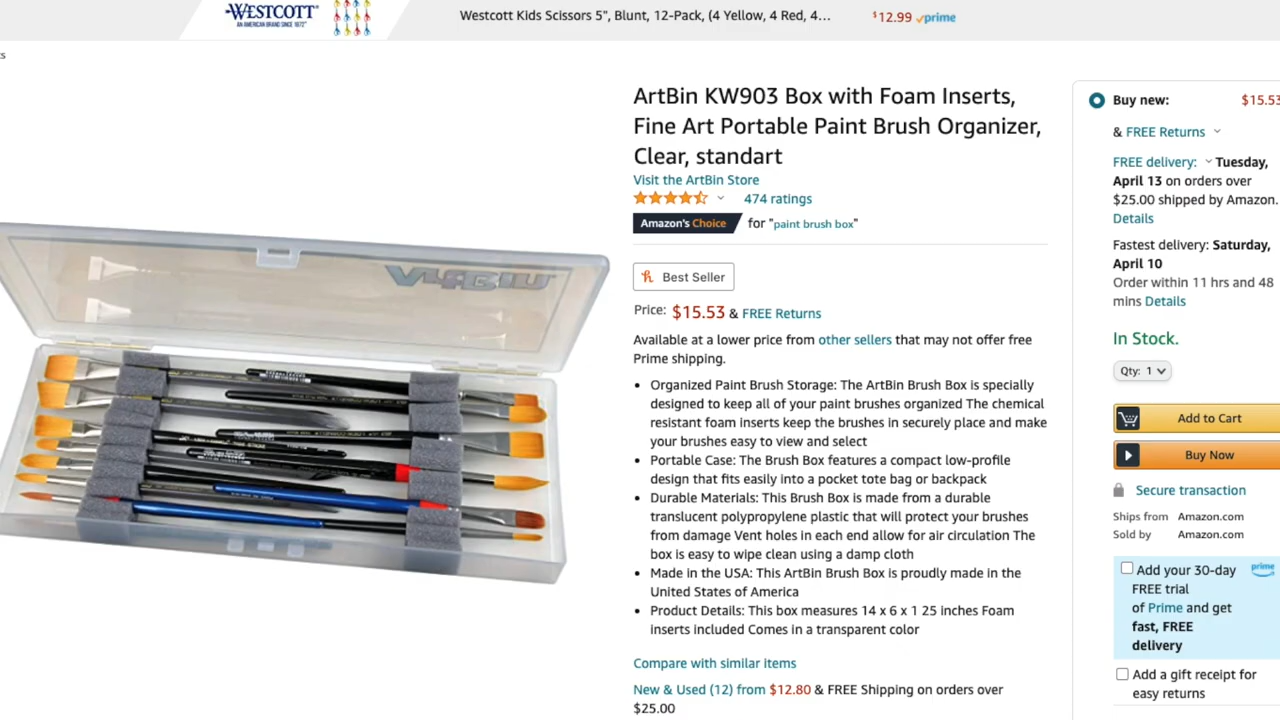 WESTCOTT
AN AMERICAN BRAND SINCE 1872
Westcott Kids Scissors 5", Blunt, 12-Pack, (4 Yellow, 4 Red, 4...
$12.99 prime
s
ArtBin KW903 Box with Foam Inserts,
Fine Art Portable Paint Brush Organizer,
Clear, standart
Visit the ArtBin Store
474 ratings
Amazon's Choice for "paint brush box"
Best Seller
Price: $15.53 & FREE Returns
Available at a lower price from other sellers that may not offer free
Prime shipping.
• Organized Paint Brush Storage: The ArtBin Brush Box is specially
designed to keep all of your paint brushes organized The chemical
resistant foam inserts keep the brushes in securely place and make
your brushes easy to view and select
• Portable Case: The Brush Box features a compact low-profile
design that fits easily into a pocket tote bag or backpack
• Durable Materials: This Brush Box is made from a durable
translucent polypropylene plastic that will protect your brushes
from damage Vent holes in each end allow for air circulation The
box is easy to wipe clean using a damp cloth
• Made in the USA: This ArtBin Brush Box is proudly made in the
United States of America
• Product Details: This box measures 14 x 6 x 1 25 inches Foam
inserts included Comes in a transparent color
Compare with similar items
New & Used (12) from $12.80 & FREE Shipping on orders over
$25.00
Buy new: $15.53
& FREE Returns
FREE delivery: Tuesday,
April 13 on orders over
$25.00 shipped by Amazon.
Details
Fastest delivery: Saturday,
April 10
Order within 11 hrs and 48
mins Details
In Stock.
Qty: 1
Add to Cart
Buy Now
Secure transaction
Ships from Amazon.com
Sold by Amazon.com
Add your 30-day prime
FREE trial
of Prime and get
fast, FREE
delivery
Add a gift receipt for
easy returns
ArtBin